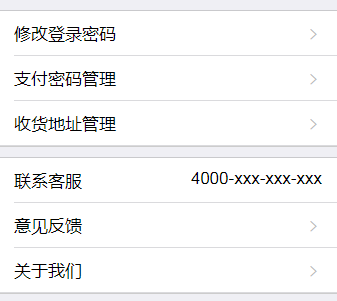 修改登录密码
支付密码管理
收货地址管理
联系客服 4000-xxx-xxx-xxx
意见反馈
关于我们